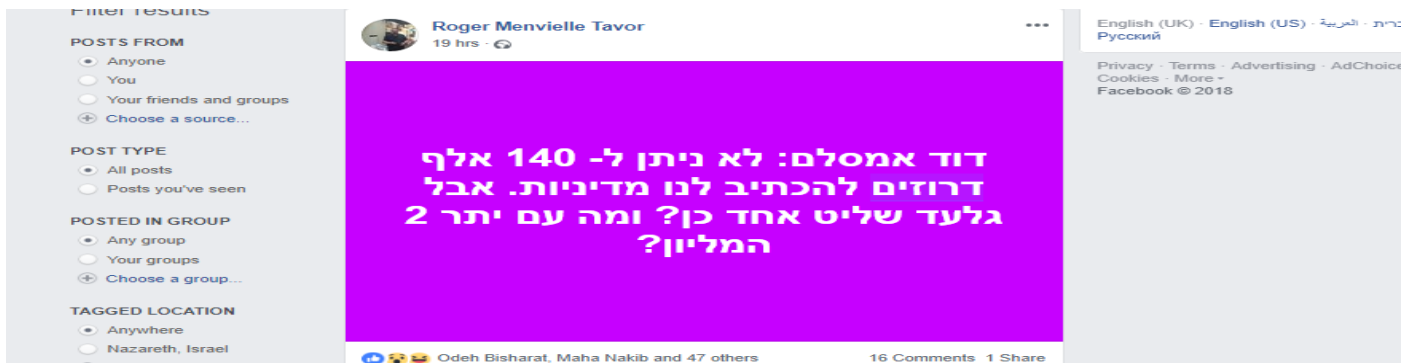 Filter results
POSTS FROM
Anyone
You
Your friends and groups
Choose a source...
POST TYPE
All posts
Posts you've seen
POSTED IN GROUP
Any group
Your groups
Choose a group...
TAGGED LOCATION
Anywhere
Nazareth, Israel
Roger Menvielle Tavor
19 hrs ·
דוד אמסלם: לא ניתן ל- 140 אלף
דרוזים להכתיב לנו מדיניות. אבל
גלעד שליט אחד כן? ומה עם יתר 2
המליון?
Odeh Bisharat, Maha Nakib and 47 others
16 Comments 1 Share
English (UK) · English (US) · العربية ·
Русский
Privacy · Terms · Advertising · AdChoice
Cookies · More
Facebook © 2018